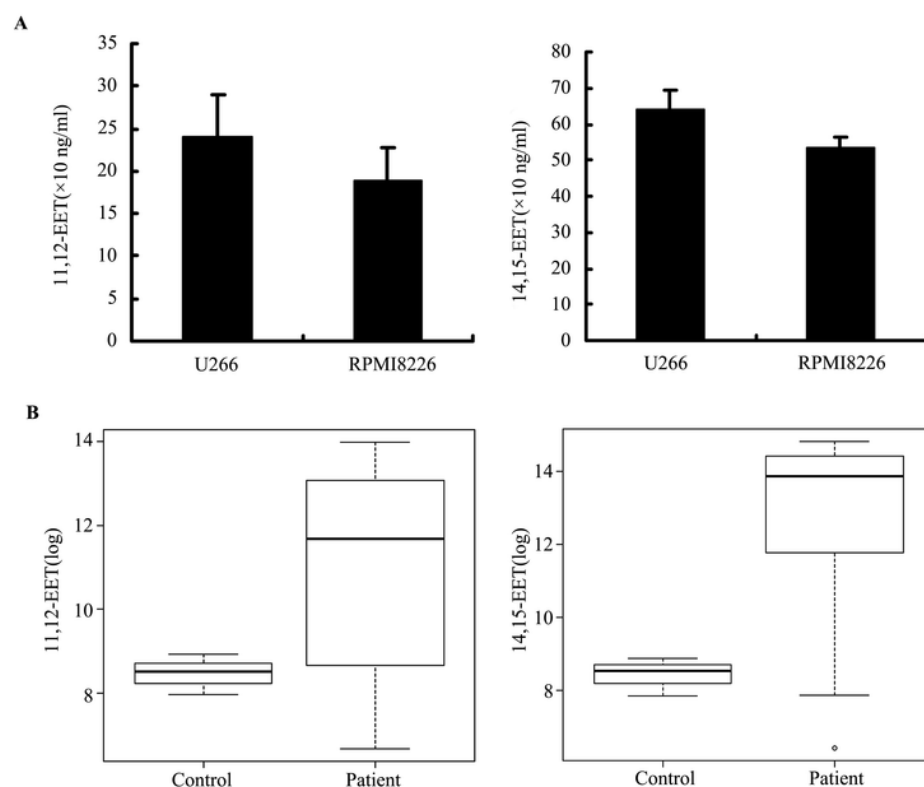 A
11,12-EET(×10 ng/ml)
35
30
25
20
15
10
5
0
U266 RPMI8226
14,15-EET(×10 ng/ml)
80
70
60
50
40
30
20
10
0
U266 RPMI8226
B
11,12-EET(log)
14
12
10
8
Control Patient
14,15-EET(log)
14
12
10
8
Control Patient